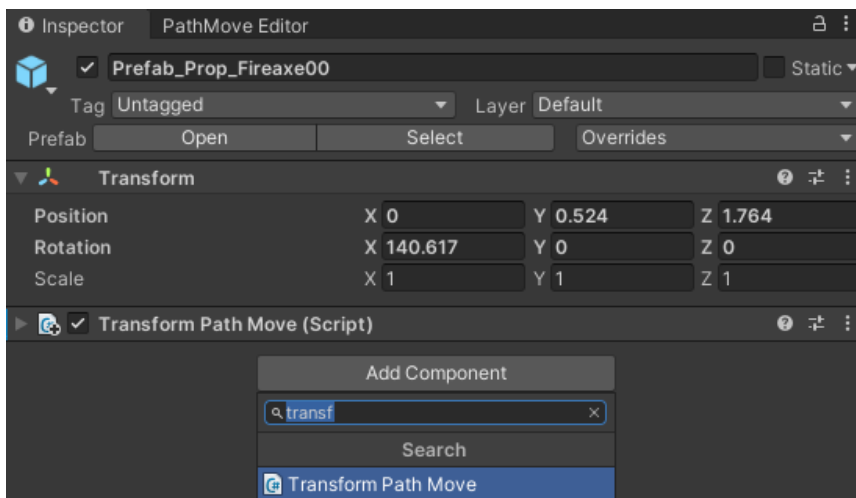 Inspector PathMove Editor
Prefab_Prop_Fireaxe00 Static
Tag Untagged Layer Default
Prefab Open Select Overrides
Transform
Position X 0 Y 0.524 Z 1.764
Rotation X 140.617 Y 0 Z 0
Scale X 1 Y 1 Z 1
Transform Path Move (Script)
Add Component
transf
Search
Transform Path Move